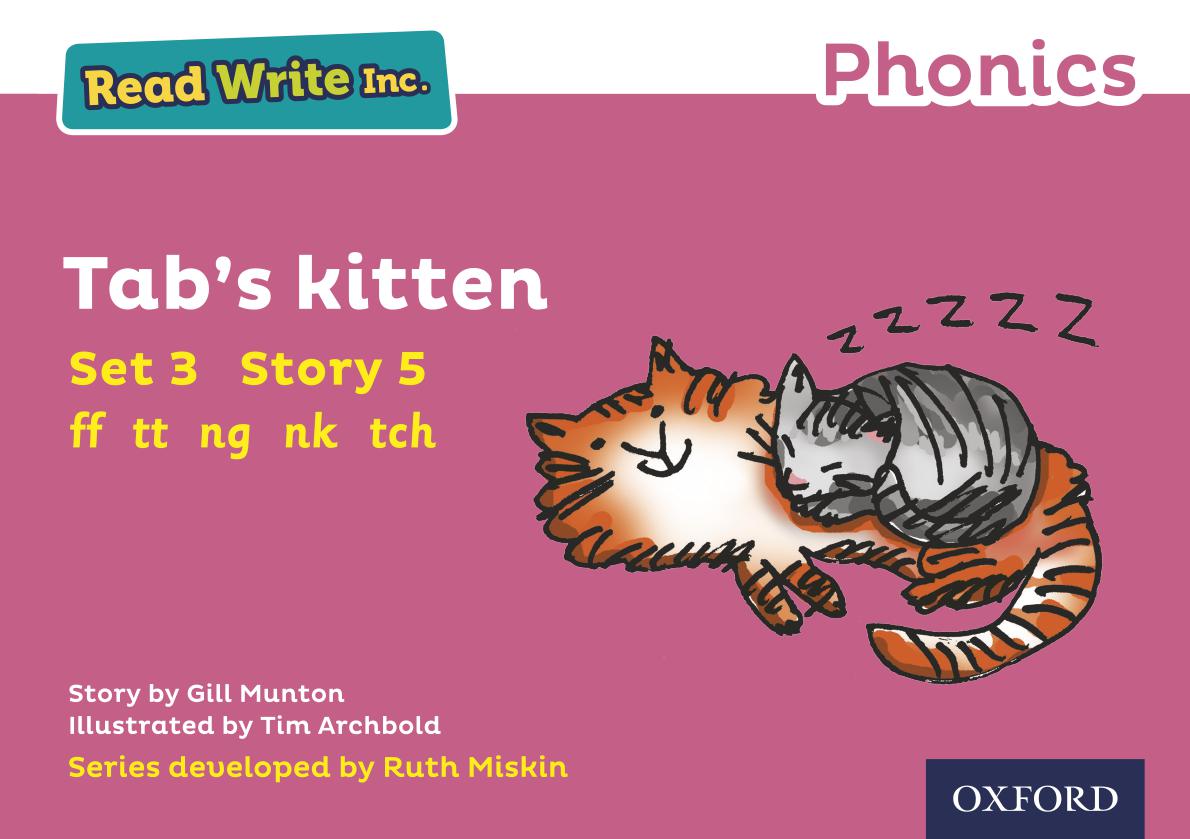 Read Write Inc.
Phonics
Tab’s kitten
Set 3 Story 5
ff tt ng nk tch
z z z z z
Story by Gill Munton
Illustrated by Tim Archbold
Series developed by Ruth Miskin
OXFORD